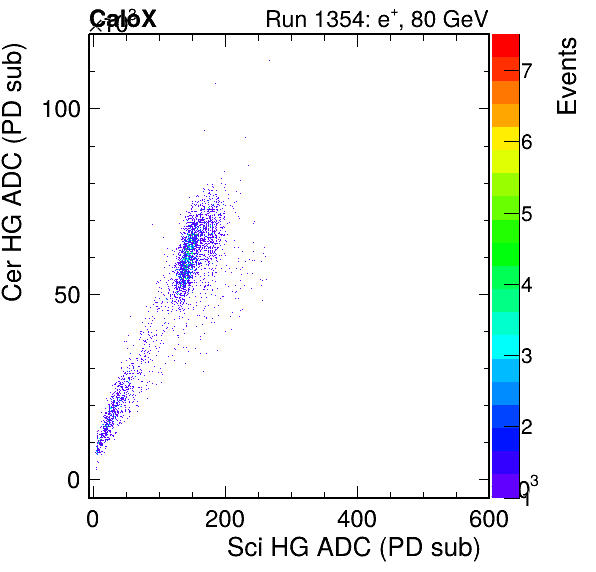 CaloX Run 1354: e+, 80 GeV
×10³
Cer HG ADC (PD sub)
100
50
0
0 200 400 600
Sci HG ADC (PD sub)
Events
7
6
5
4
3
2
1